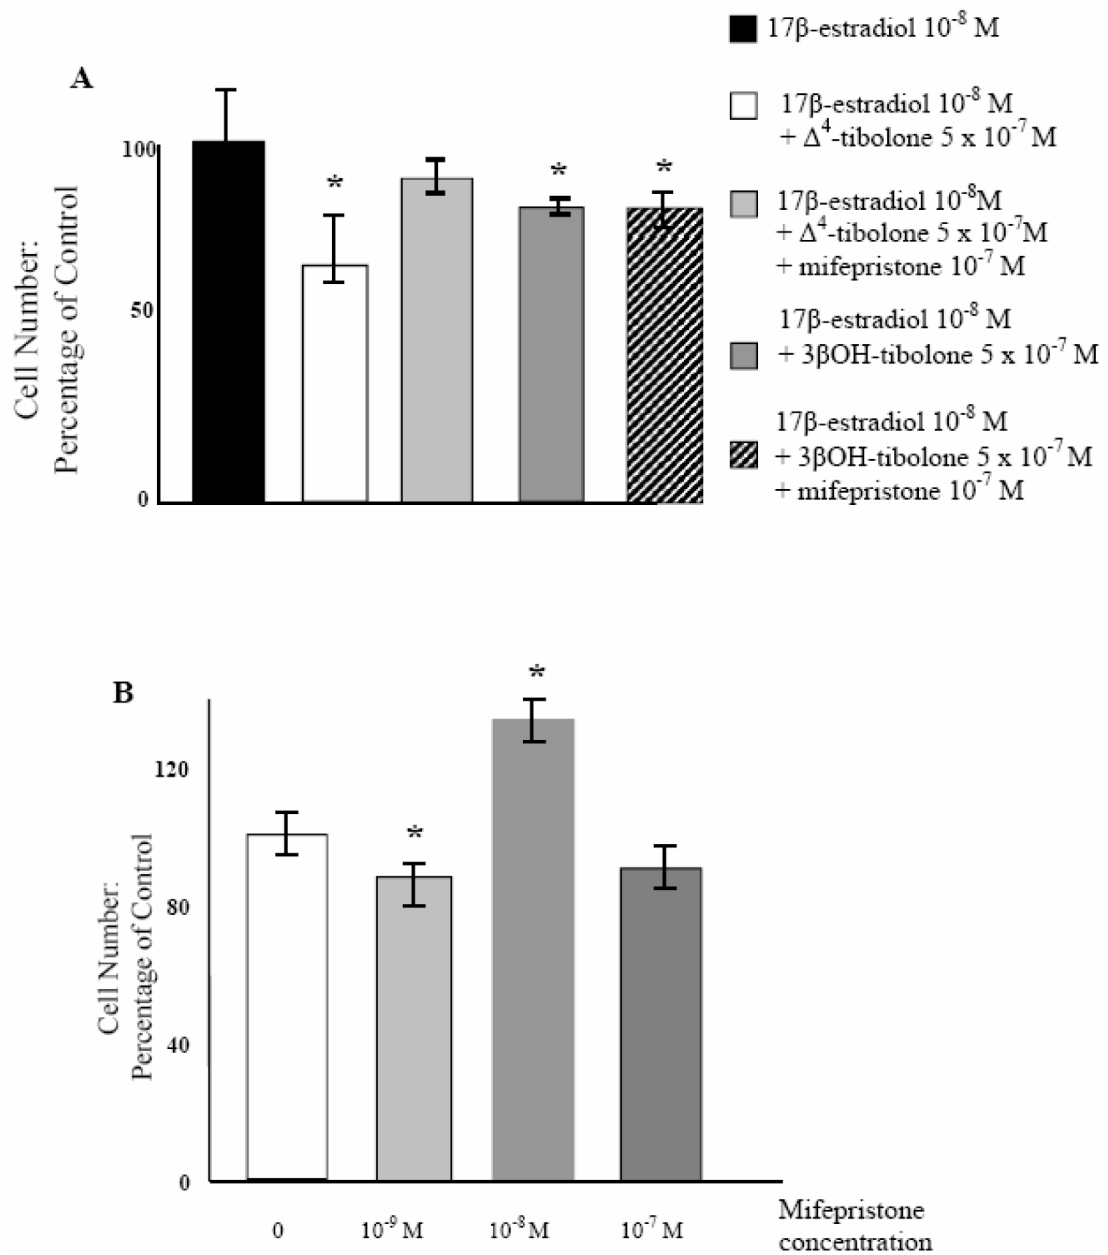 A
Cell Number:
Percentage of Control
100
50
0
*
*
*
17β-estradiol 10⁻⁸ M
17β-estradiol 10⁻⁸ M
+ Δ⁴-tibolone 5 x 10⁻⁷ M
17β-estradiol 10⁻⁸M
+ Δ⁴-tibolone 5 x 10⁻⁷M
+ mifepristone 10⁻⁷ M
17β-estradiol 10⁻⁸ M
+ 3βOH-tibolone 5 x 10⁻⁷ M
17β-estradiol 10⁻⁸ M
+ 3βOH-tibolone 5 x 10⁻⁷ M
+ mifepristone 10⁻⁷ M
B
Cell Number:
Percentage of Control
120
80
40
0
*
*
0
10⁻⁹ M
10⁻⁸ M
10⁻⁷ M
Mifepristone
concentration